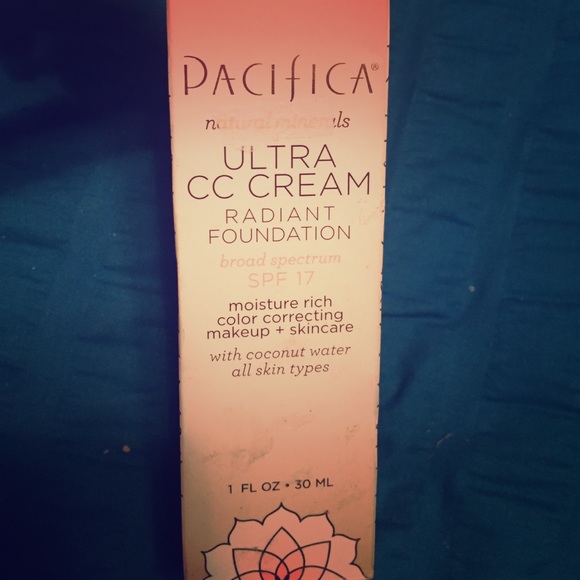 PACIFICA®
natural minerals
ULTRA
CC CREAM
RADIANT
FOUNDATION
broad spectrum
SPF 17
moisture rich
color correcting
makeup + skincare
with coconut water
all skin types
1 FL OZ • 30 ML